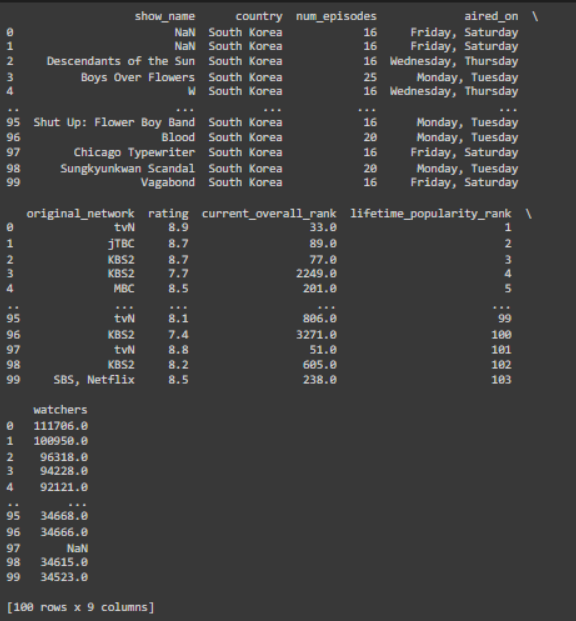 show_name country num_episodes aired_on \
0 NaN South Korea 16 Friday, Saturday
1 NaN South Korea 16 Friday, Saturday
2 Descendants of the Sun South Korea 16 Wednesday, Thursday
3 Boys Over Flowers South Korea 25 Monday, Tuesday
4 W South Korea 16 Wednesday, Thursday
.. ... ... ... ...
95 Shut Up: Flower Boy Band South Korea 16 Monday, Tuesday
96 Blood South Korea 20 Monday, Tuesday
97 Chicago Typewriter South Korea 16 Friday, Saturday
98 Sungkyunkwan Scandal South Korea 20 Monday, Tuesday
99 Vagabond South Korea 16 Friday, Saturday
original_network rating current_overall_rank lifetime_popularity_rank \
0 tvN 8.9 33.0 1
1 jTBC 8.7 89.0 2
2 KBS2 8.7 77.0 3
3 KBS2 7.7 2249.0 4
4 MBC 8.5 201.0 5
.. ... ... ... ...
95 tvN 8.1 806.0 99
96 KBS2 7.4 3271.0 100
97 tvN 8.8 51.0 101
98 KBS2 8.2 605.0 102
99 SBS, Netflix 8.5 238.0 103
watchers
0 111706.0
1 100950.0
2 96318.0
3 94228.0
4 92121.0
.. ...
95 34668.0
96 34666.0
97 NaN
98 34615.0
99 34523.0
[100 rows x 9 columns]